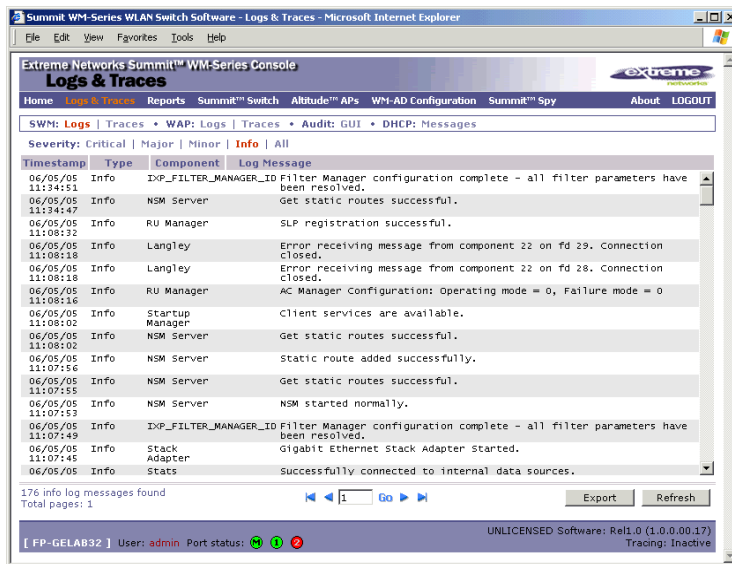 Summit WM-Series WLAN Switch Software - Logs & Traces - Microsoft Internet Explorer
File Edit View Favorites Tools Help
Extreme Networks Summit™ WM-Series Console
Logs & Traces
extreme networks
Home Logs & Traces Reports Summit™ Switch Altitude™ APs WM-AD Configuration Summit™ Spy About LOGOUT
SWM: Logs | Traces • WAP: Logs | Traces • Audit: GUI • DHCP: Messages
Severity: Critical | Major | Minor | Info | All
Timestamp Type Component Log Message
06/05/05 Info IXP_FILTER_MANAGER_ID Filter Manager configuration complete - all filter parameters have
11:34:51 been resolved.
06/05/05 Info NSM Server Get static routes successful.
11:34:47
06/05/05 Info RU Manager SLP registration successful.
11:08:32
06/05/05 Info Langley Error receiving message from component 22 on fd 29. Connection
11:08:18 closed.
06/05/05 Info Langley Error receiving message from component 22 on fd 28. Connection
11:08:18 closed.
06/05/05 Info RU Manager AC Manager Configuration: Operating mode = 0, Failure mode = 0
11:08:16
06/05/05 Info Startup Client services are available.
11:08:02 Manager
06/05/05 Info NSM Server Get static routes successful.
11:08:02
06/05/05 Info NSM Server Static route added successfully.
11:07:56
06/05/05 Info NSM Server Get static routes successful.
11:07:55
06/05/05 Info NSM Server NSM started normally.
11:07:53
06/05/05 Info IXP_FILTER_MANAGER_ID Filter Manager configuration complete - all filter parameters have
11:07:49 been resolved.
06/05/05 Info Stack Gigabit Ethernet Stack Adapter Started.
11:07:45 Adapter
06/05/05 Info Stats Successfully connected to internal data sources.
176 info log messages found
Total pages: 1
1 Go
Export Refresh
UNLICENSED Software: Rel1.0 (1.0.0.00.17)
[ FP-GELAB32 ] User: admin Port status: M 1 2 Tracing: Inactive